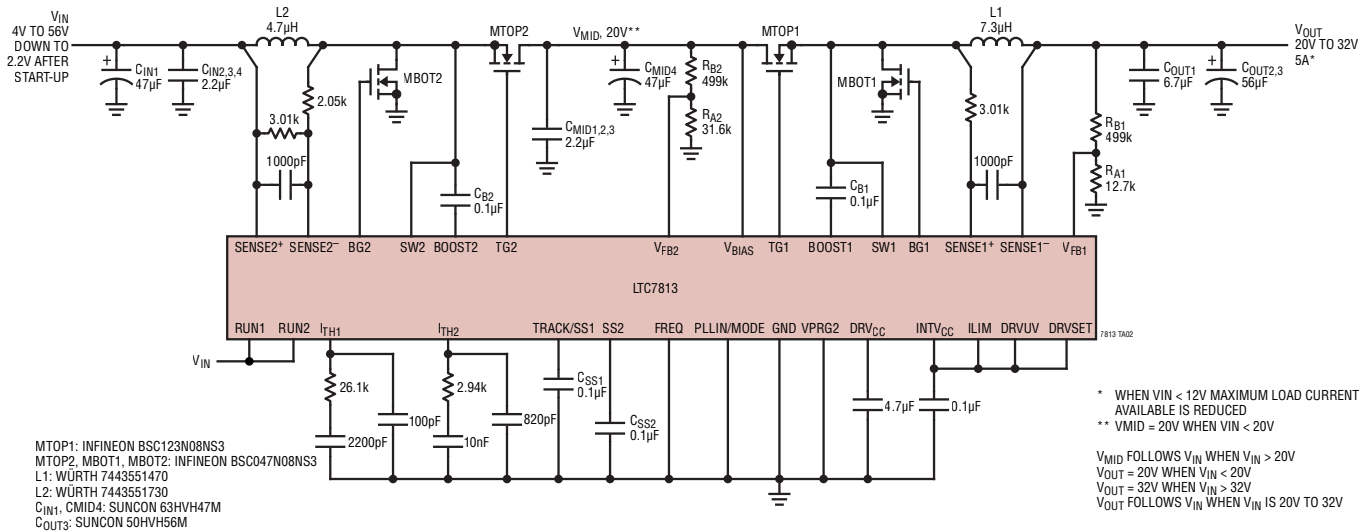 VIN
4V TO 56V
DOWN TO
2.2V AFTER
START-UP
L2
4.7µH
MTOP2
VMID, 20V**
MTOP1
L1
7.3µH
VOUT
20V TO 32V
5A*
+
CIN1
47µF
CIN2,3,4
2.2µF
2.05k
3.01k
1000pF
MBOT2
CB2
0.1µF
CMID1,2,3
2.2µF
+
CMID4
47µF
RB2
499k
RA2
31.6k
MBOT1
CB1
0.1µF
3.01k
1000pF
COUT1
6.7µF
+
COUT2,3
56µF
RB1
499k
RA1
12.7k
SENSE2+ SENSE2– BG2 SW2 BOOST2 TG2 VFB2 VBIAS TG1 BOOST1 SW1 BG1 SENSE1+ SENSE1– VFB1
LTC7813
RUN1 RUN2 ITH1 ITH2 TRACK/SS1 SS2 FREQ PLLIN/MODE GND VPRG2 DRVCC INTVCC ILIM DRVUV DRVSET
7813 TA02
VIN
26.1k
100pF
2200pF
2.94k
820pF
10nF
CSS1
0.1µF
CSS2
0.1µF
4.7µF
0.1µF
* WHEN VIN < 12V MAXIMUM LOAD CURRENT
AVAILABLE IS REDUCED
** VMID = 20V WHEN VIN < 20V
VMID FOLLOWS VIN WHEN VIN > 20V
VOUT = 20V WHEN VIN < 20V
VOUT = 32V WHEN VIN > 32V
VOUT FOLLOWS VIN WHEN VIN IS 20V TO 32V
MTOP1: INFINEON BSC123N08NS3
MTOP2, MBOT1, MBOT2: INFINEON BSC047N08NS3
L1: WÜRTH 7443551470
L2: WÜRTH 7443551730
CIN1, CMID4: SUNCON 63HVH47M
COUT3: SUNCON 50HVH56M